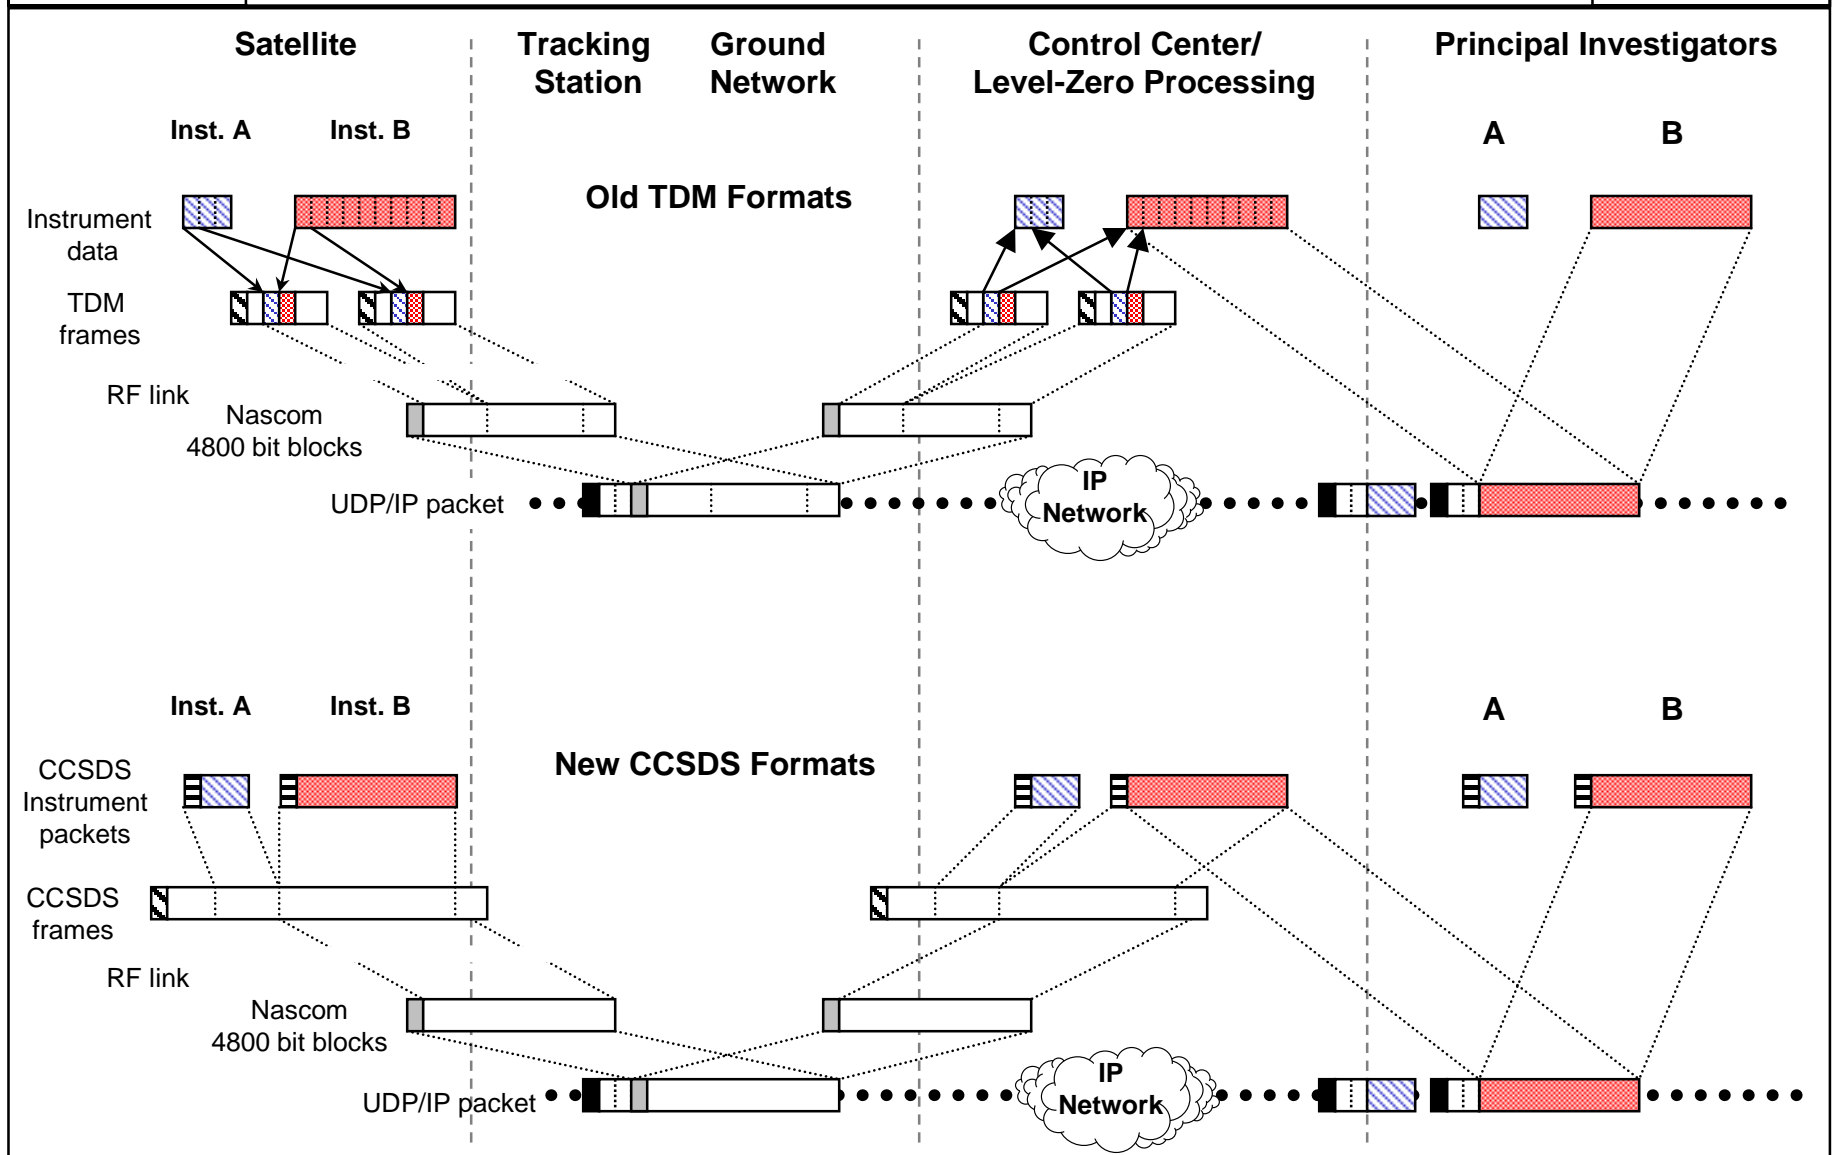 Satellite
Tracking
Station
Ground
Network
Control Center/
Level-Zero Processing
Principal Investigators
Inst. A
Inst. B
A
B
Old TDM Formats
Instrument
data
TDM
frames
RF link
Nascom
4800 bit blocks
UDP/IP packet
IP
Network
Inst. A
Inst. B
A
B
New CCSDS Formats
CCSDS
Instrument
packets
CCSDS
frames
RF link
Nascom
4800 bit blocks
UDP/IP packet
IP
Network